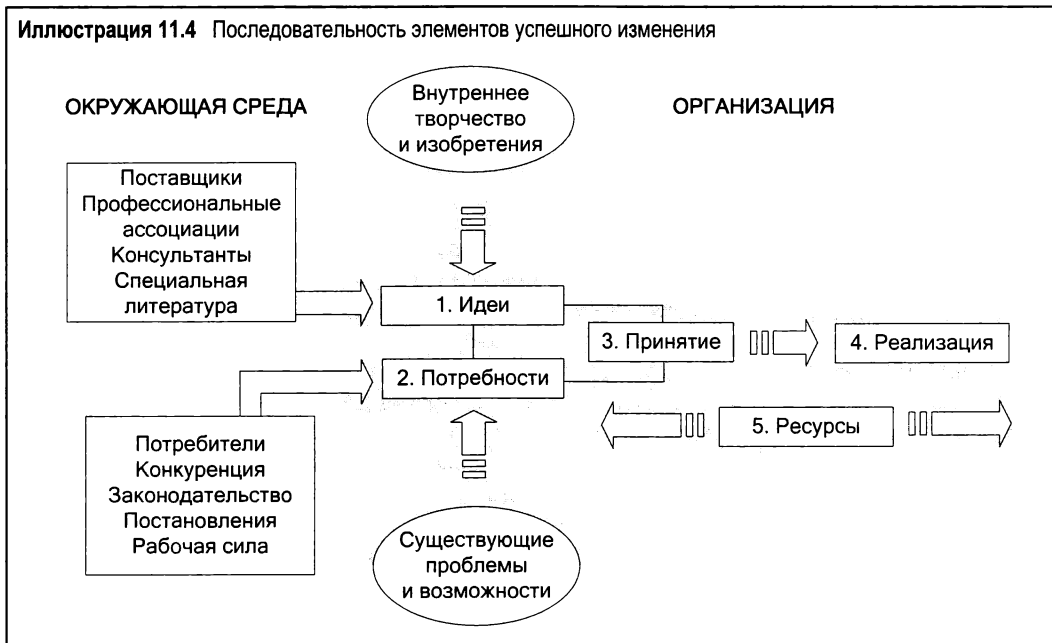 Иллюстрация 11.4 Последовательность элементов успешного изменения
ОКРУЖАЮЩАЯ СРЕДА
Внутреннее
творчество
и изобретения
ОРГАНИЗАЦИЯ
Поставщики
Профессиональные
ассоциации
Консультанты
Специальная
литература
1. Идеи
2. Потребности
3. Принятие
4. Реализация
5. Ресурсы
Потребители
Конкуренция
Законодательство
Постановления
Рабочая сила
Существующие
проблемы
и возможности